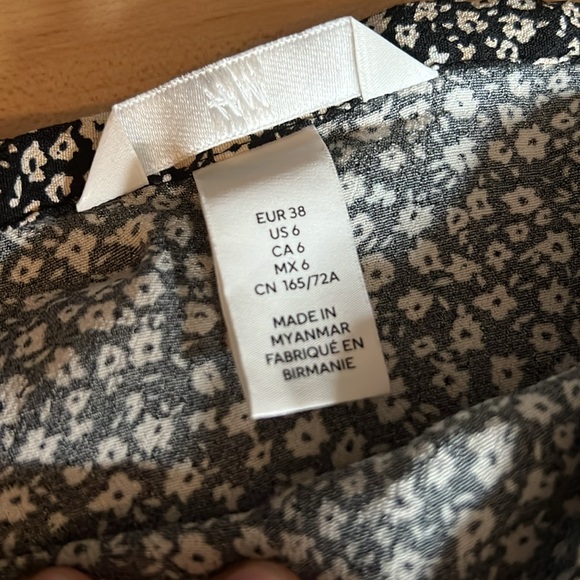 EUR 38
US 6
CA 6
MX 6
CN 165/72A
MADE IN
MYANMAR
FABRIQUÉ EN
BIRMANIE